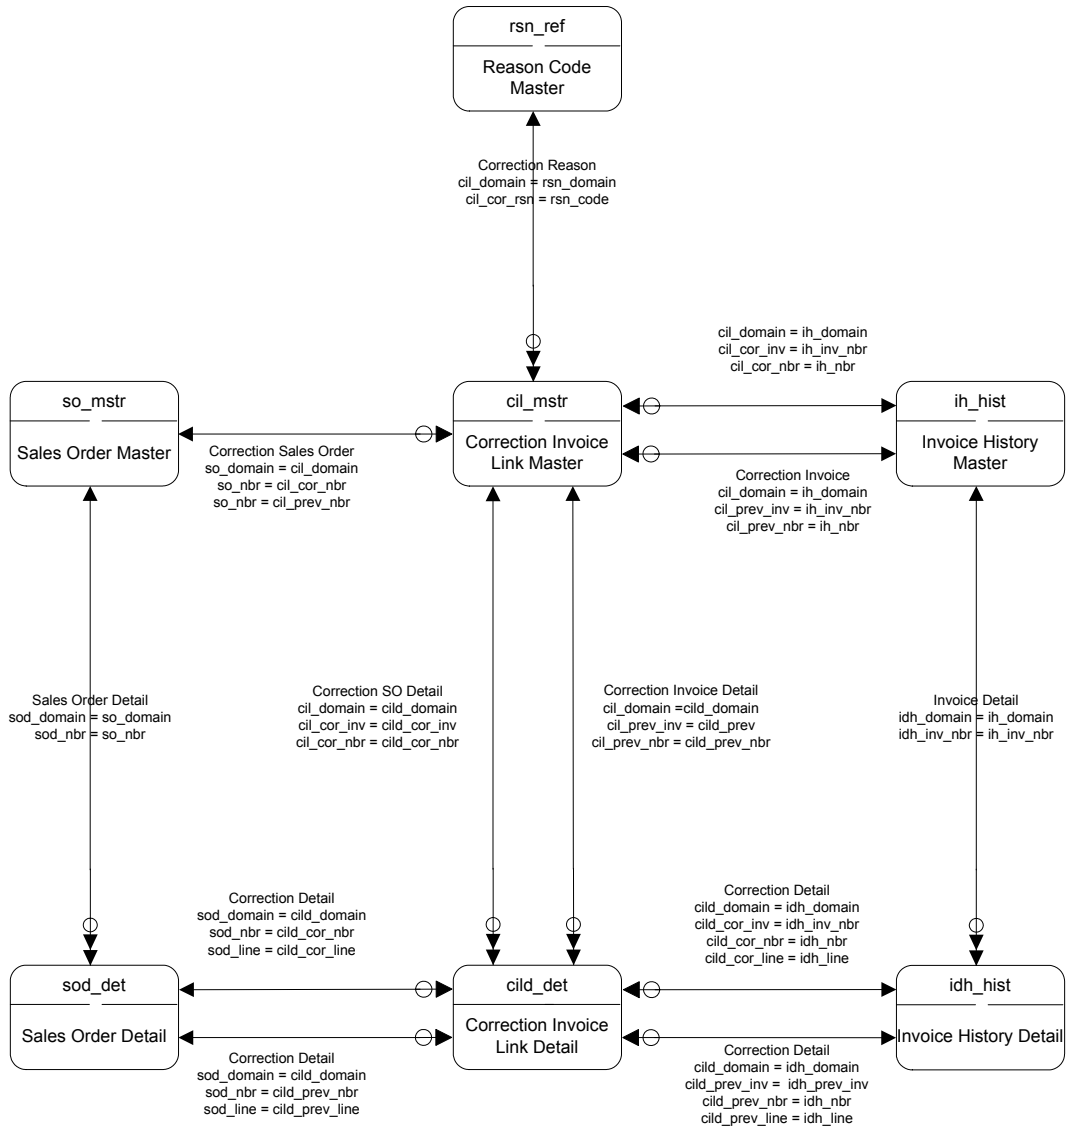 rsn_ref
Reason Code
Master
Correction Reason
cil_domain = rsn_domain
cil_cor_rsn = rsn_code
cil_domain = ih_domain
cil_cor_inv = ih_inv_nbr
cil_cor_nbr = ih_nbr
so_mstr
Sales Order Master
cil_mstr
Correction Invoice
Link Master
ih_hist
Invoice History
Master
Correction Sales Order
so_domain = cil_domain
so_nbr = cil_cor_nbr
so_nbr = cil_prev_nbr
Correction Invoice
cil_domain = ih_domain
cil_prev_inv = ih_inv_nbr
cil_prev_nbr = ih_nbr
Sales Order Detail
sod_domain = so_domain
sod_nbr = so_nbr
Correction SO Detail
cil_domain = cild_domain
cil_cor_inv = cild_cor_inv
cil_cor_nbr = cild_cor_nbr
Correction Invoice Detail
cil_domain =cild_domain
cil_prev_inv = cild_prev
cil_prev_nbr = cild_prev_nbr
Invoice Detail
idh_domain = ih_domain
idh_inv_nbr = ih_inv_nbr
Correction Detail
sod_domain = cild_domain
sod_nbr = cild_cor_nbr
sod_line = cild_cor_line
Correction Detail
cild_domain = idh_domain
cild_cor_inv = idh_inv_nbr
cild_cor_nbr = idh_nbr
cild_cor_line = idh_line
sod_det
Sales Order Detail
cild_det
Correction Invoice
Link Detail
idh_hist
Invoice History Detail
Correction Detail
sod_domain = cild_domain
sod_nbr = cild_prev_nbr
sod_line = cild_prev_line
Correction Detail
cild_domain = idh_domain
cild_prev_inv =  idh_prev_inv
cild_prev_nbr = idh_nbr
cild_prev_line = idh_line